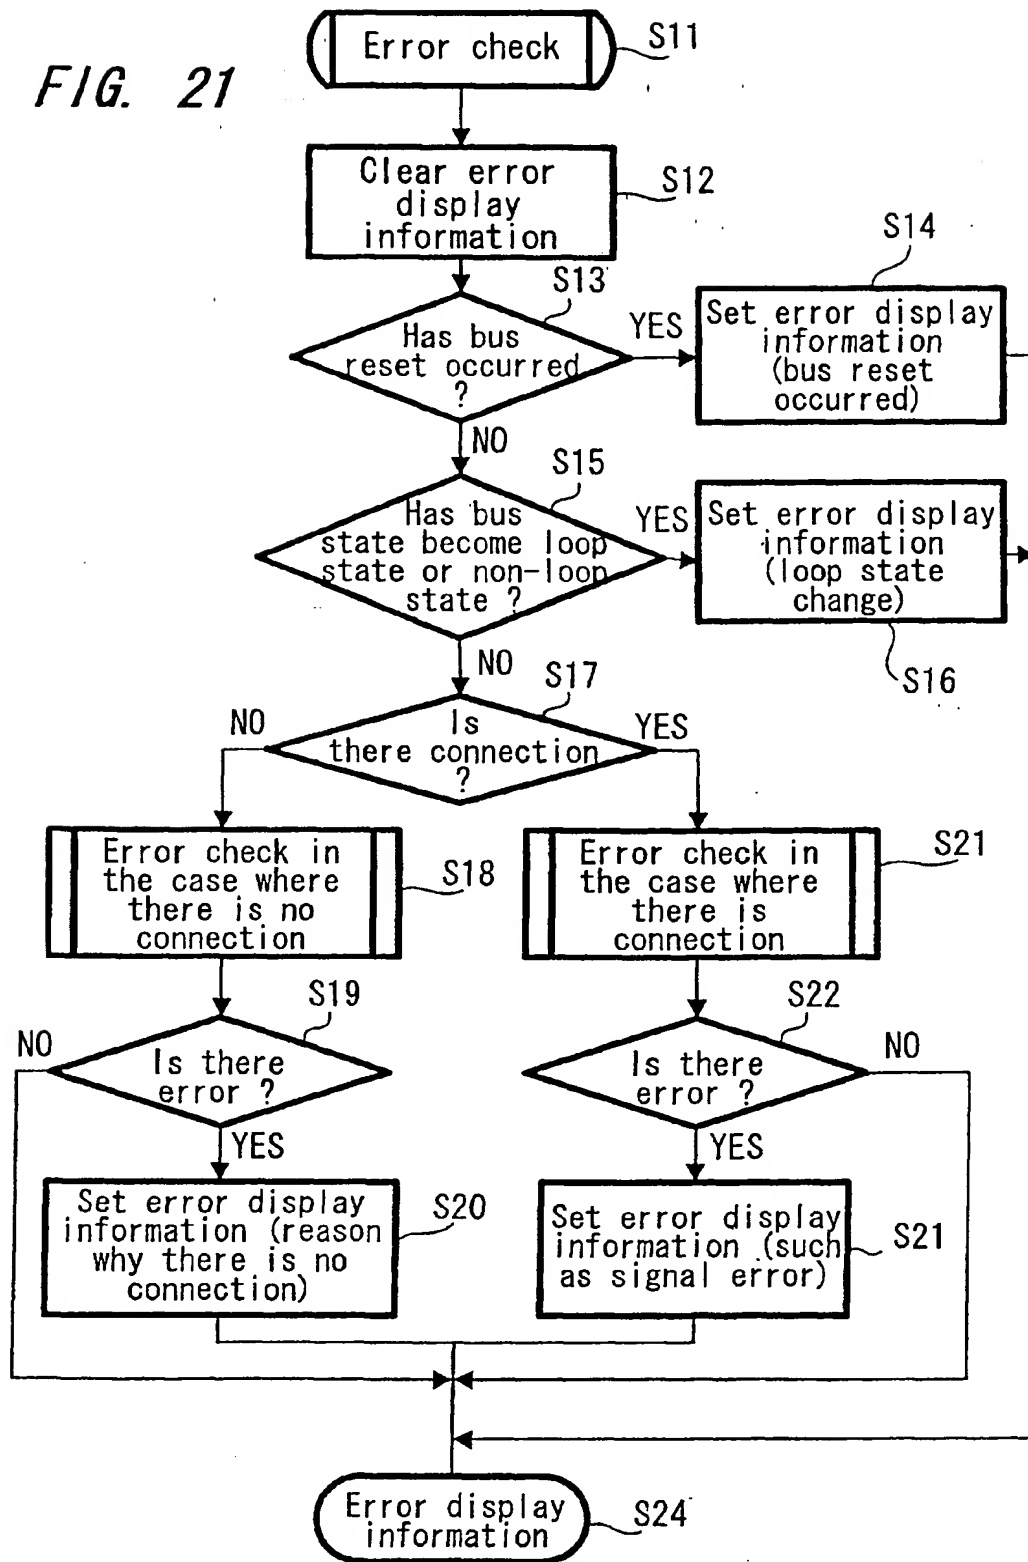 FIG. 21
Error check
S11
Clear error
display
information
S12
S13
Has bus
reset occurred
?
YES
NO
S14
Set error display
information
(bus reset
occurred)
S15
Has bus
state become loop
state or non-loop
state ?
YES
NO
Set error display
information
(loop state
change)
S16
S17
Is
there connection
?
NO
YES
Error check in
the case where
there is no
connection
S18
Error check in
the case where
there is
connection
S21
S19
Is there
error ?
NO
YES
S22
Is there
error ?
NO
YES
Set error display
information (reason
why there is no
connection)
S20
Set error display
information (such
as signal error)
S21
Error display
information
S24